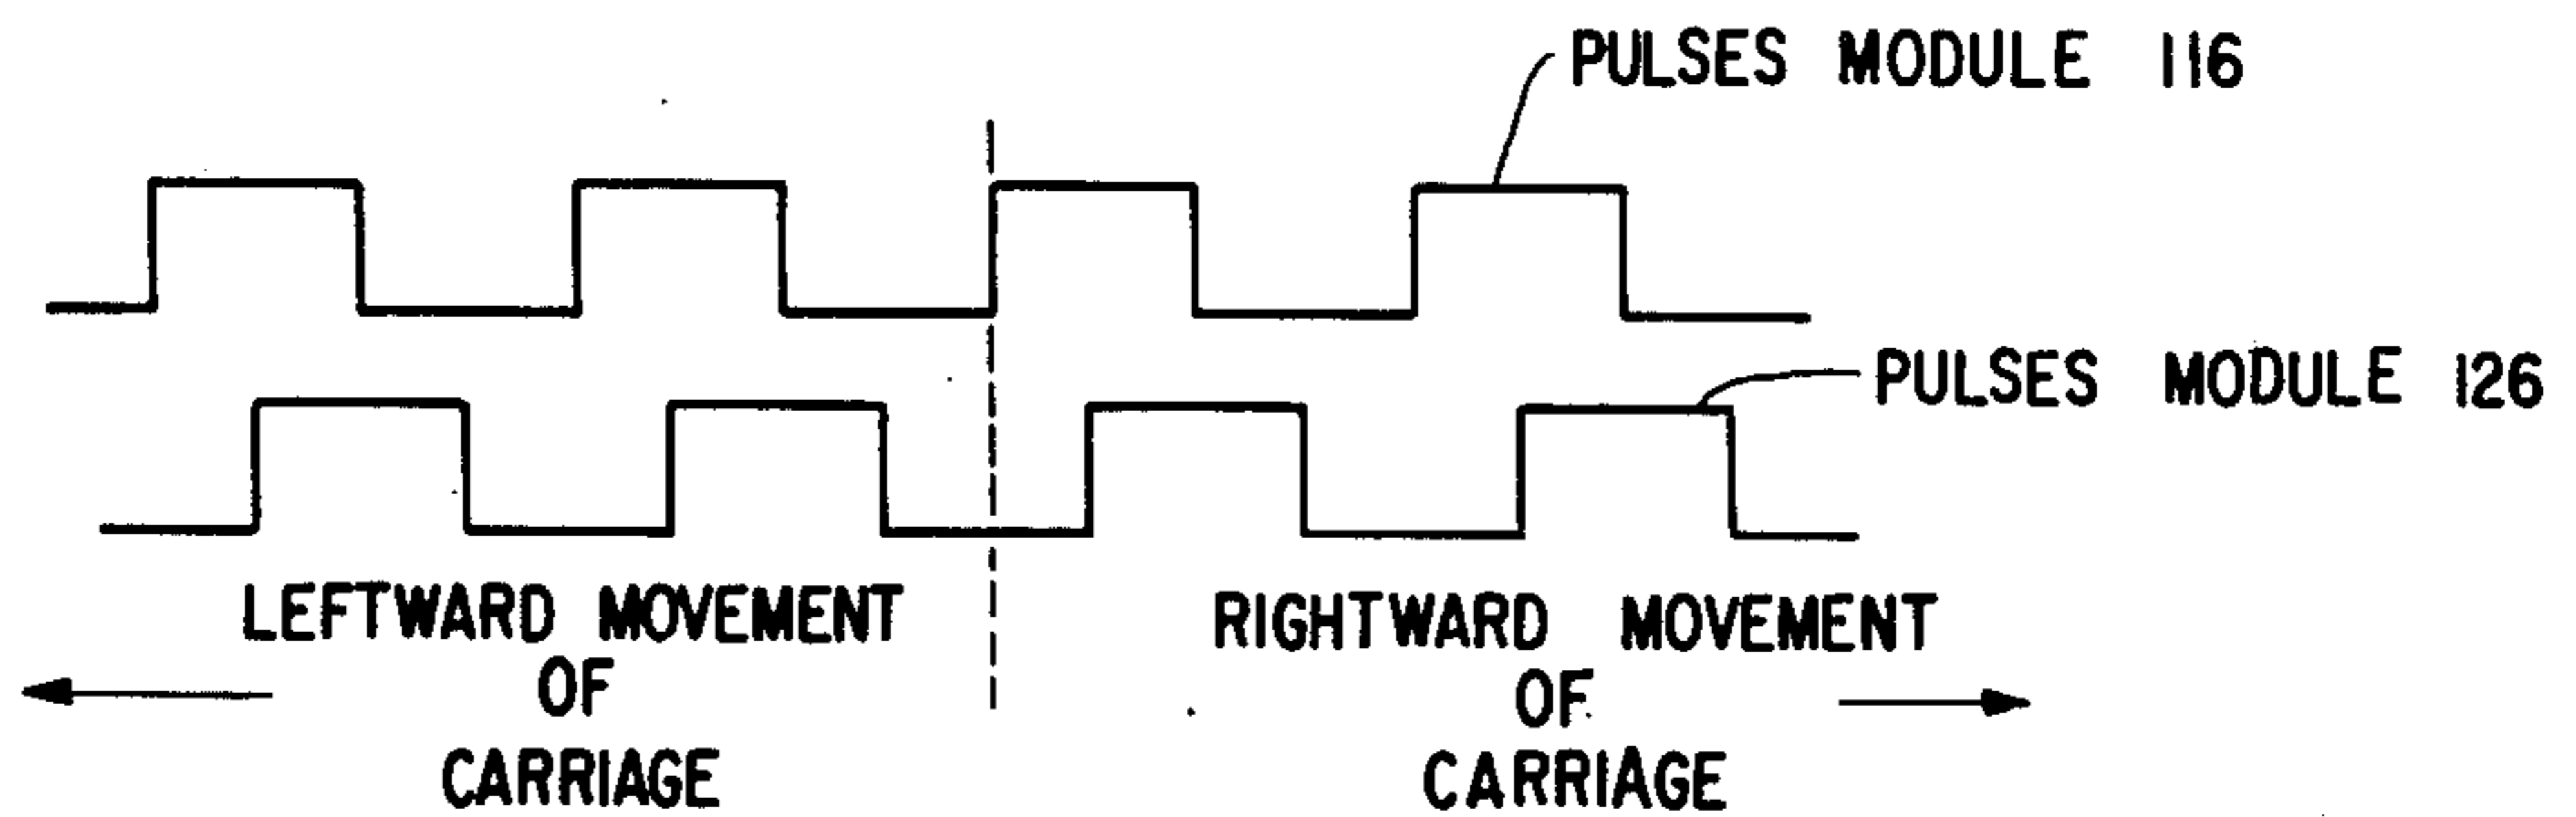 PULSES MODULE 116
PULSES MODULE 126
LEFTWARD MOVEMENT
OF
CARRIAGE
RIGHTWARD MOVEMENT
OF
CARRIAGE